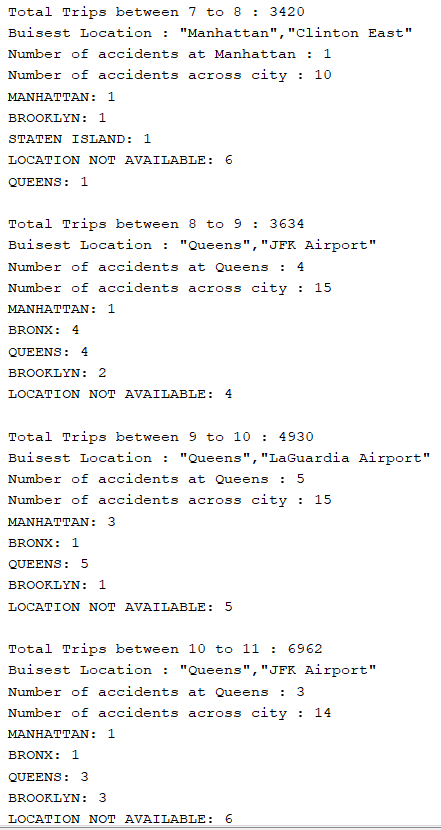 Total Trips between 7 to 8 : 3420
Buisest Location : "Manhattan","Clinton East"
Number of accidents at Manhattan : 1
Number of accidents across city : 10
MANHATTAN: 1
BROOKLYN: 1
STATEN ISLAND: 1
LOCATION NOT AVAILABLE: 6
QUEENS: 1
Total Trips between 8 to 9 : 3634
Buisest Location : "Queens","JFK Airport"
Number of accidents at Queens : 4
Number of accidents across city : 15
MANHATTAN: 1
BRONX: 4
QUEENS: 4
BROOKLYN: 2
LOCATION NOT AVAILABLE: 4
Total Trips between 9 to 10 : 4930
Buisest Location : "Queens","LaGuardia Airport"
Number of accidents at Queens : 5
Number of accidents across city : 15
MANHATTAN: 3
BRONX: 1
QUEENS: 5
BROOKLYN: 1
LOCATION NOT AVAILABLE: 5
Total Trips between 10 to 11 : 6962
Buisest Location : "Queens","JFK Airport"
Number of accidents at Queens : 3
Number of accidents across city : 14
MANHATTAN: 1
BRONX: 1
QUEENS: 3
BROOKLYN: 3
LOCATION NOT AVAILABLE: 6